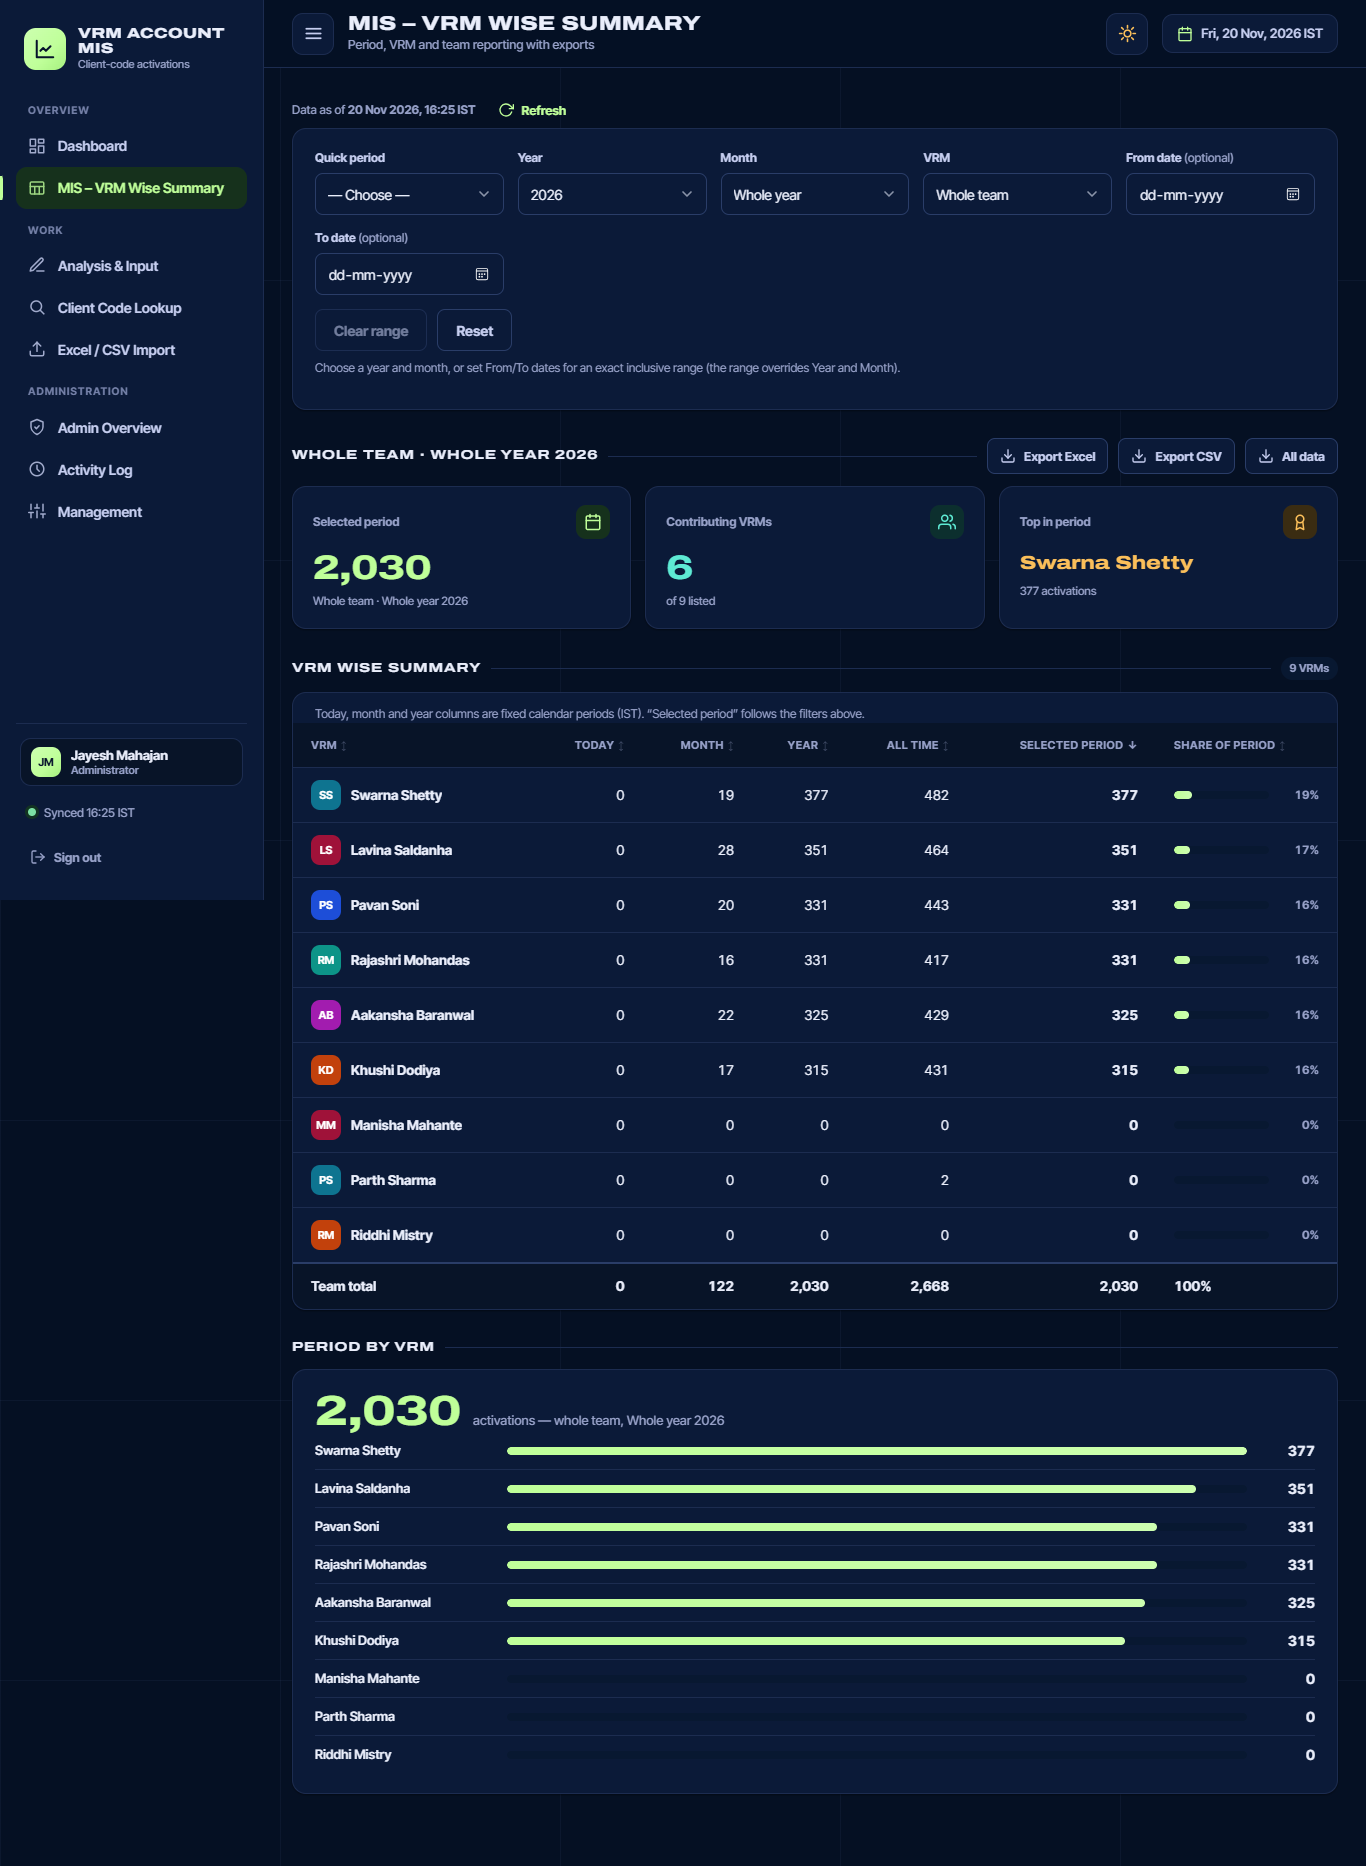 VRM ACCOUNT
MIS
Client-code activations
OVERVIEW
Dashboard
MIS – VRM Wise Summary
WORK
Analysis & Input
Client Code Lookup
Excel / CSV Import
ADMINISTRATION
Admin Overview
Activity Log
Management
JM
Jayesh Mahajan
Administrator
Synced 16:25 IST
Sign out
MIS – VRM WISE SUMMARY
Period, VRM and team reporting with exports
Fri, 20 Nov, 2026 IST
Data as of 20 Nov 2026, 16:25 IST Refresh
Quick period Year Month VRM From date (optional)
— Choose — 2026 Whole year Whole team dd-mm-yyyy
To date (optional)
dd-mm-yyyy
Clear range Reset
Choose a year and month, or set From/To dates for an exact inclusive range (the range overrides Year and Month).
WHOLE TEAM · WHOLE YEAR 2026 Export Excel Export CSV All data
Selected period
2,030
Whole team · Whole year 2026
Contributing VRMs
6
of 9 listed
Top in period
Swarna Shetty
377 activations
VRM WISE SUMMARY 9 VRMs
Today, month and year columns are fixed calendar periods (IST). “Selected period” follows the filters above.
VRM TODAY MONTH YEAR ALL TIME SELECTED PERIOD ↓ SHARE OF PERIOD
SS Swarna Shetty 0 19 377 482 377 19%
LS Lavina Saldanha 0 28 351 464 351 17%
PS Pavan Soni 0 20 331 443 331 16%
RM Rajashri Mohandas 0 16 331 417 331 16%
AB Aakansha Baranwal 0 22 325 429 325 16%
KD Khushi Dodiya 0 17 315 431 315 16%
MM Manisha Mahante 0 0 0 0 0 0%
PS Parth Sharma 0 0 0 2 0 0%
RM Riddhi Mistry 0 0 0 0 0 0%
Team total 0 122 2,030 2,668 2,030 100%
PERIOD BY VRM
2,030 activations — whole team, Whole year 2026
Swarna Shetty 377
Lavina Saldanha 351
Pavan Soni 331
Rajashri Mohandas 331
Aakansha Baranwal 325
Khushi Dodiya 315
Manisha Mahante 0
Parth Sharma 0
Riddhi Mistry 0